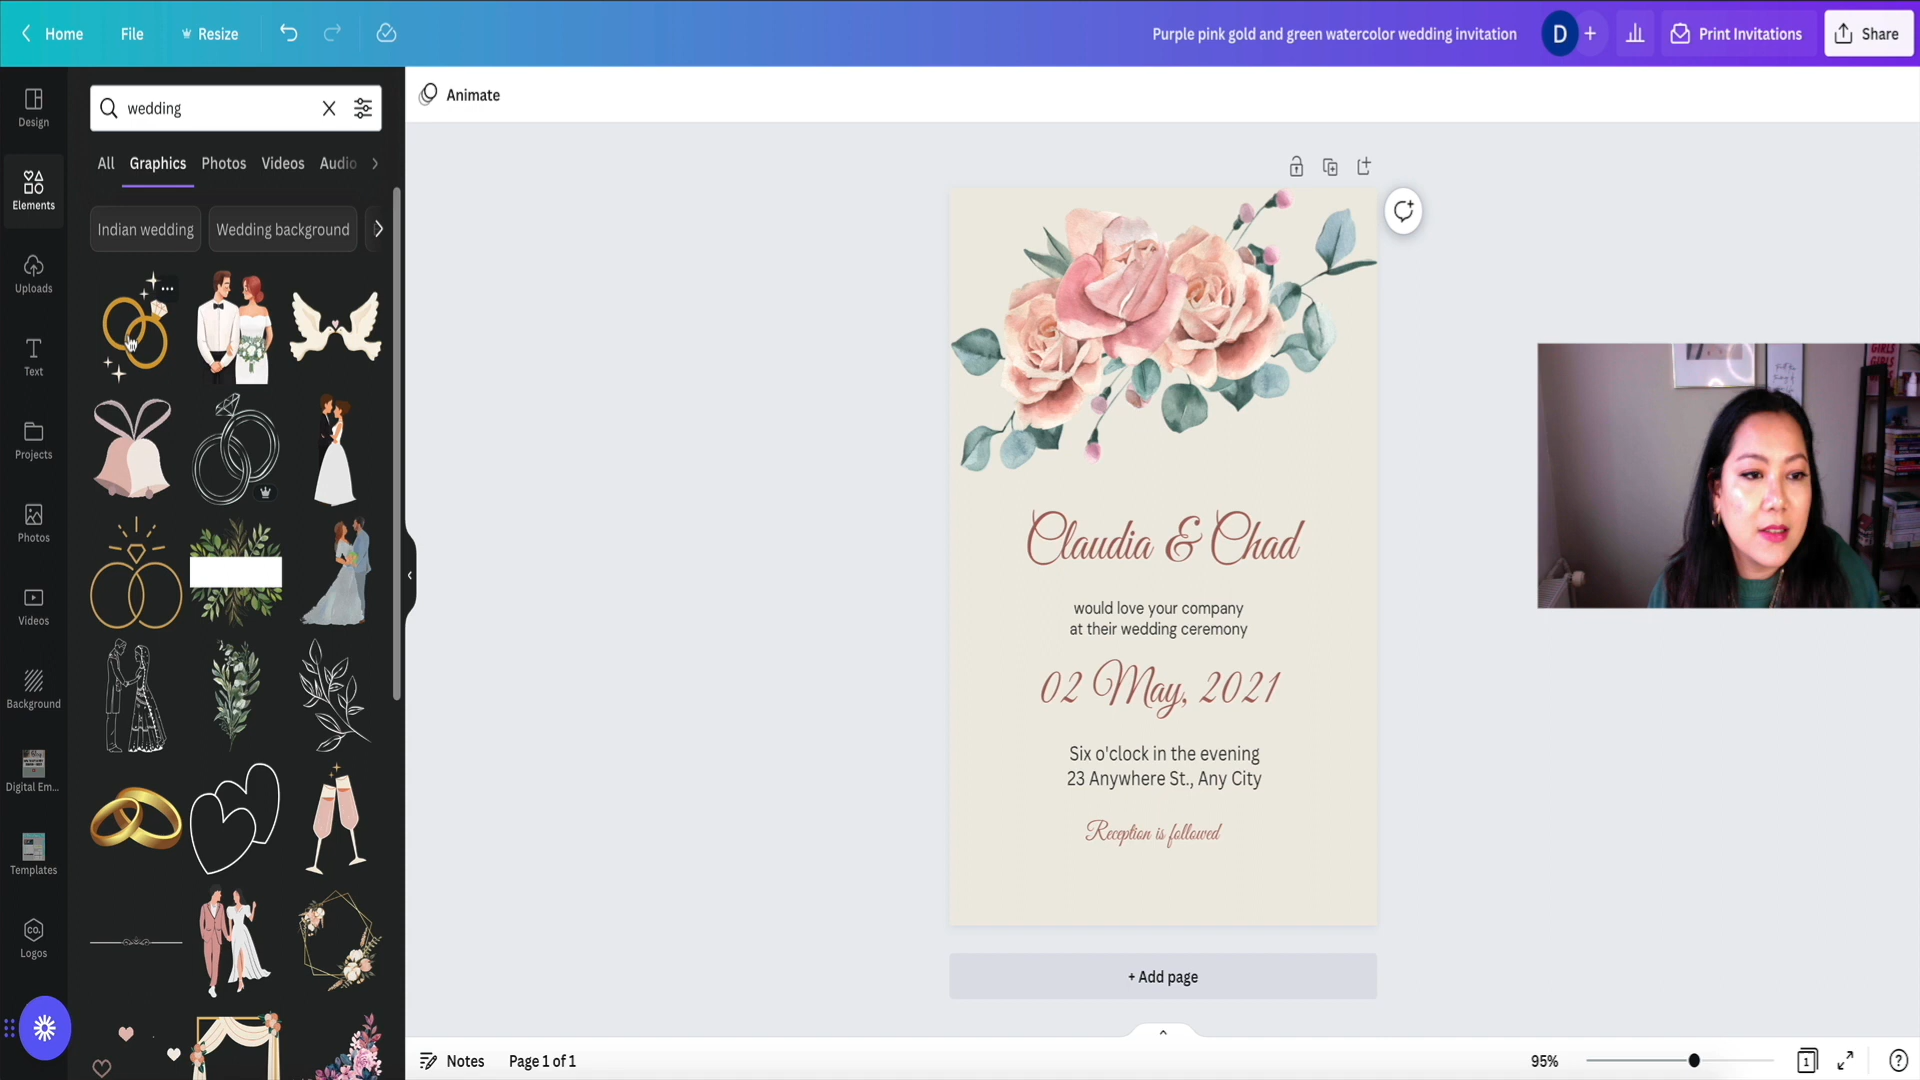 Home
File
Resize
Purple pink gold and green watercolor wedding invitation
D
Print Invitations
Share
Design
Elements
Uploads
Text
Projects
Photos
Videos
Background
Digital Em...
Templates
CO.
Logos
wedding
All
Graphics
Photos
Videos
Audio
Indian wedding
Wedding background
Animate
Claudia & Chad
would love your company
at their wedding ceremony
02 May, 2021
Six o'clock in the evening
23 Anywhere St., Any City
Reception is followed
+ Add page
GIRLS
Notes
Page 1 of 1
95%
1